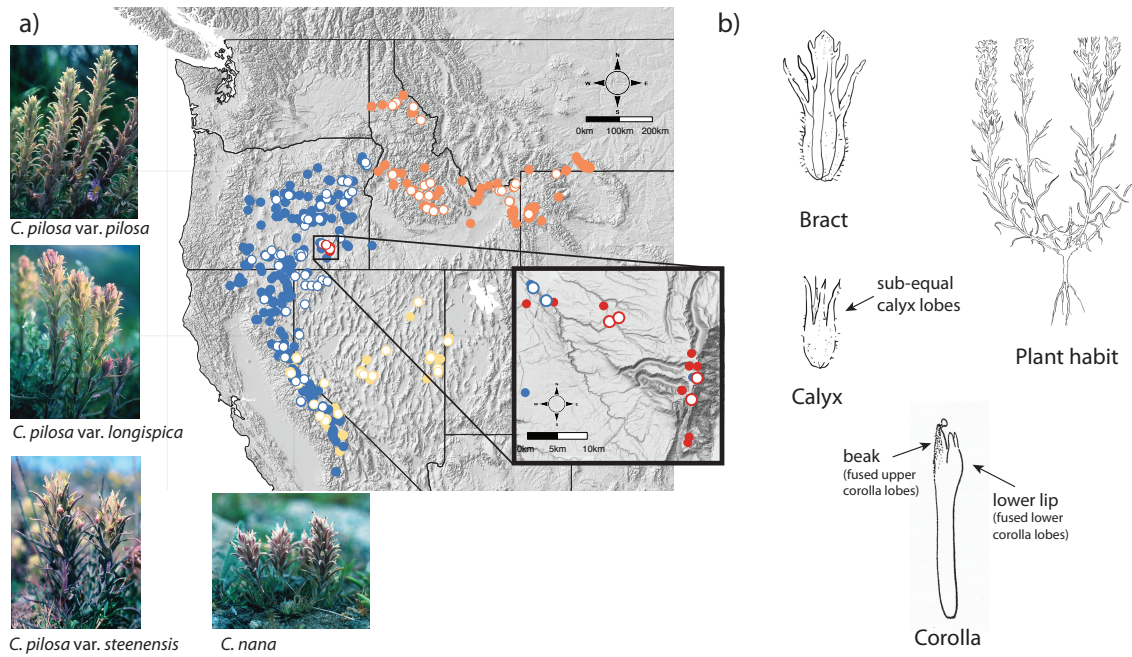 a)
C. pilosa var. pilosa
C. pilosa var. longispica
C. pilosa var. steenensis
C. nana
N
W E
S
0km 100km 200km
N
W E
S
0km 5km 10km
b)
Bract
sub-equal
calyx lobes
Calyx
Plant habit
beak
(fused upper
corolla lobes)
lower lip
(fused lower
corolla lobes)
Corolla